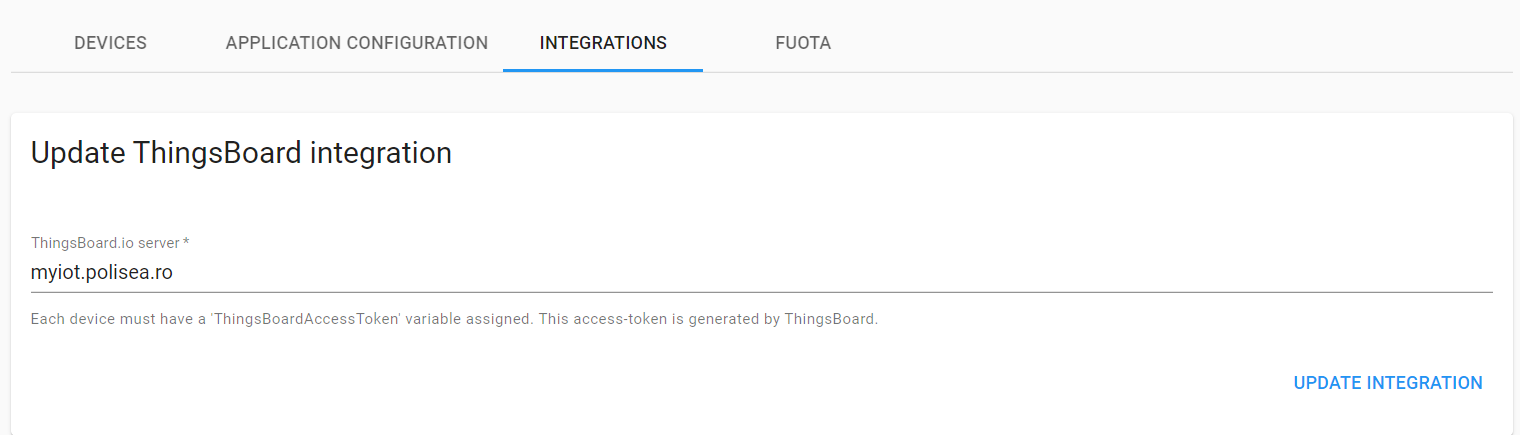 DEVICES APPLICATION CONFIGURATION INTEGRATIONS FUOTA
Update ThingsBoard integration
ThingsBoard.io server *
myiot.polisea.ro
Each device must have a 'ThingsBoardAccessToken' variable assigned. This access-token is generated by ThingsBoard.
UPDATE INTEGRATION